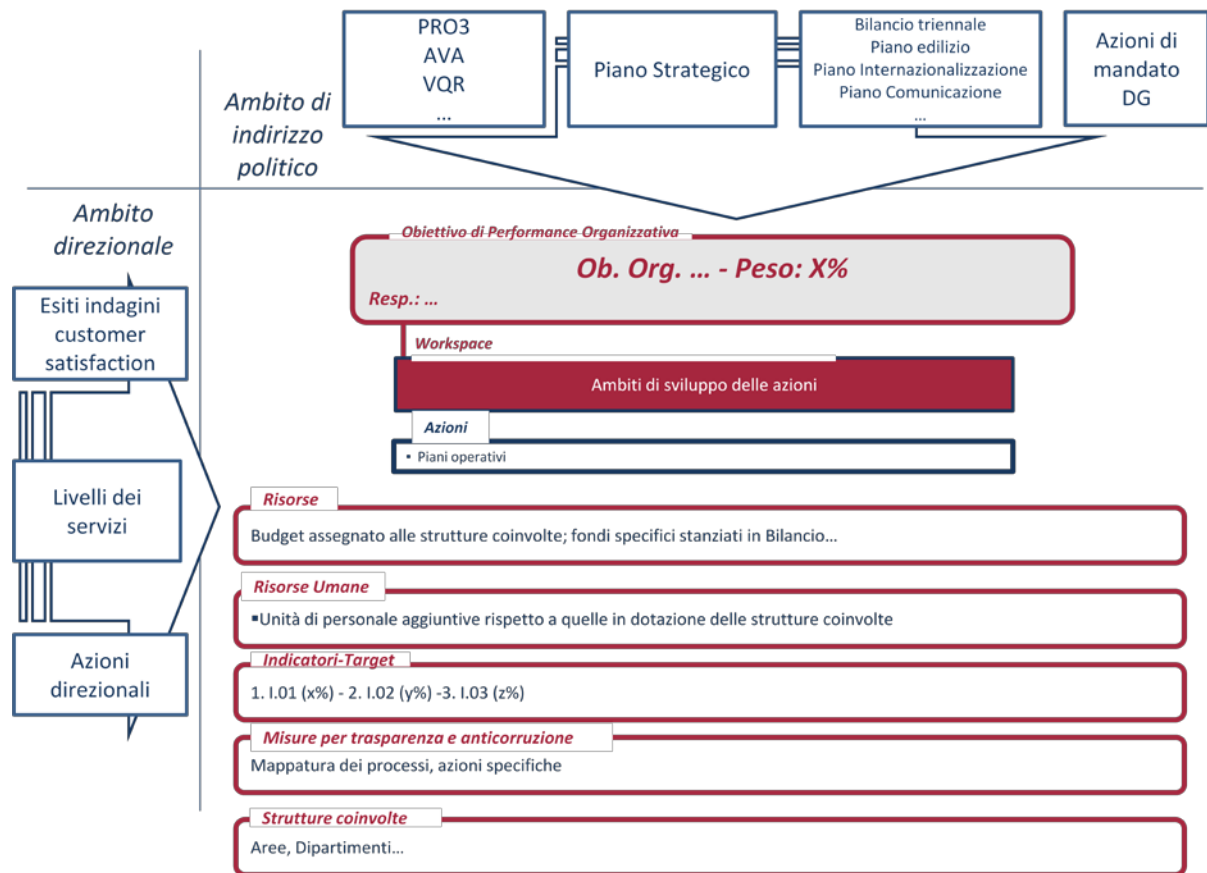 PRO3
AVA
VQR
...
Piano Strategico
Bilancio triennale
Piano edilizio
Piano Internazionalizzazione
Piano Comunicazione
...
Azioni di
mandato
DG
Ambito di
indirizzo
politico
Ambito
direzionale
Esiti indagini
customer
satisfaction
Livelli dei
servizi
Azioni
direzionali
Obiettivo di Performance Organizzativa
Ob. Org. ... - Peso: X%
Resp.: ...
Workspace
Ambiti di sviluppo delle azioni
Azioni
▪ Piani operativi
Risorse
Budget assegnato alle strutture coinvolte; fondi specifici stanziati in Bilancio...
Risorse Umane
▪Unità di personale aggiuntive rispetto a quelle in dotazione delle strutture coinvolte
Indicatori-Target
1. I.01 (x%) - 2. I.02 (y%) -3. I.03 (z%)
Misure per trasparenza e anticorruzione
Mappatura dei processi, azioni specifiche
Strutture coinvolte
Aree, Dipartimenti...